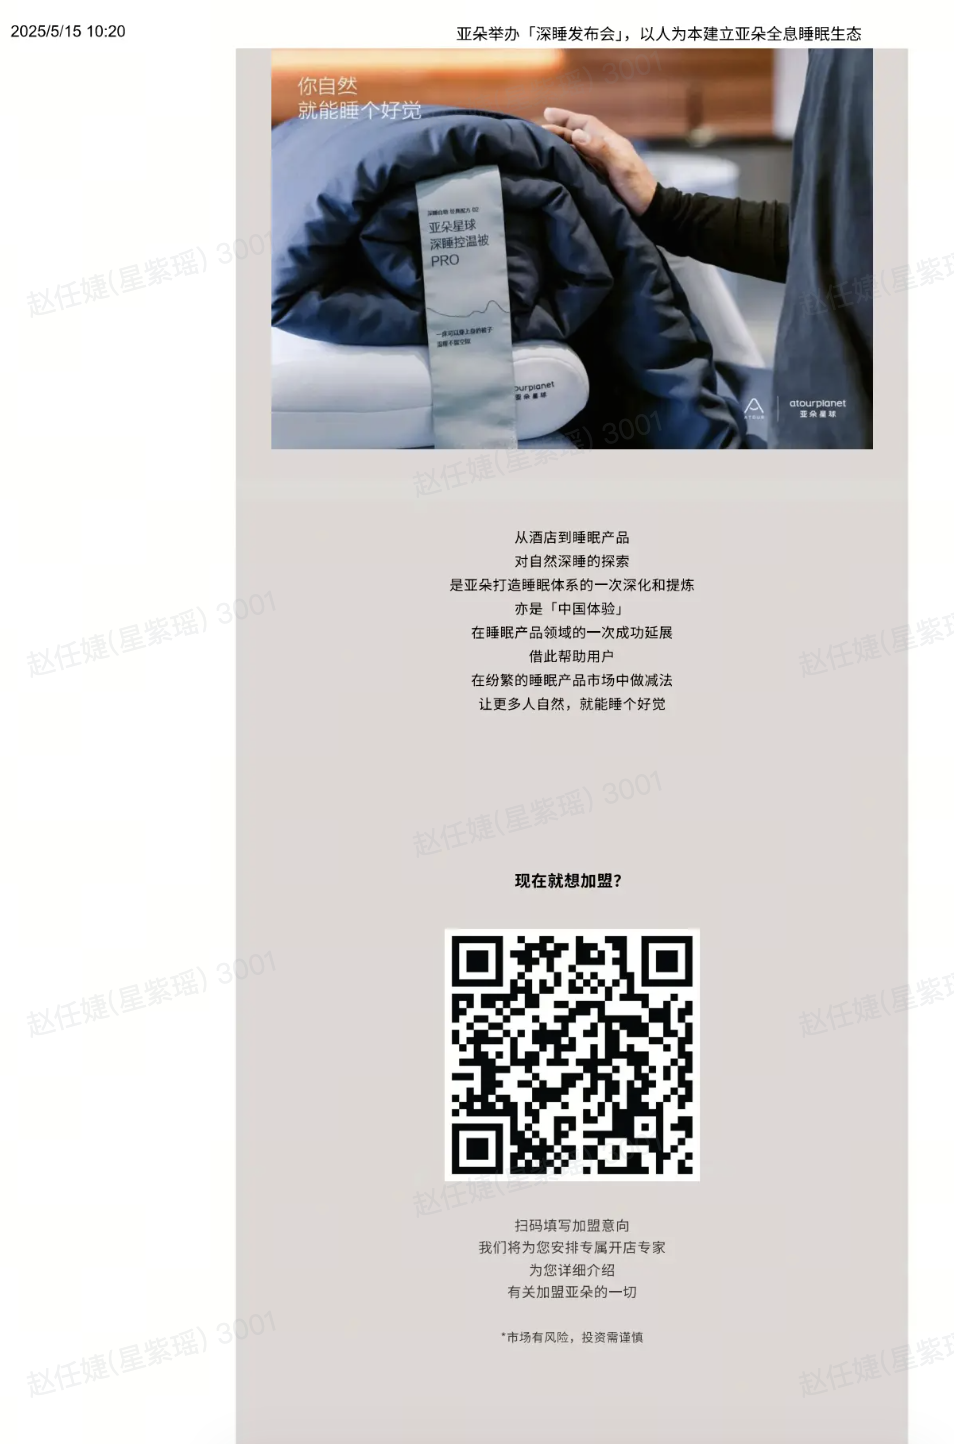 2025/5/15 10:20
亚朵举办「深睡发布会」，以人为本建立亚朵全息睡眠生态
你自然
就能睡个好觉
亚朵星球
深睡控温被
PRO
atourplanet
亚朵星球
ATOUR
atourplanet
亚朵星球
从酒店到睡眠产品
对自然深睡的探索
是亚朵打造睡眠体系的一次深化和提炼
亦是「中国体验」
在睡眠产品领域的一次成功延展
借此帮助用户
在纷繁的睡眠产品市场中做减法
让更多人自然，就能睡个好觉
现在就想加盟？
扫码填写加盟意向
我们将为您安排专属开店专家
为您详细介绍
有关加盟亚朵的一切
*市场有风险，投资需谨慎
赵任婕(星紫瑶) 3001